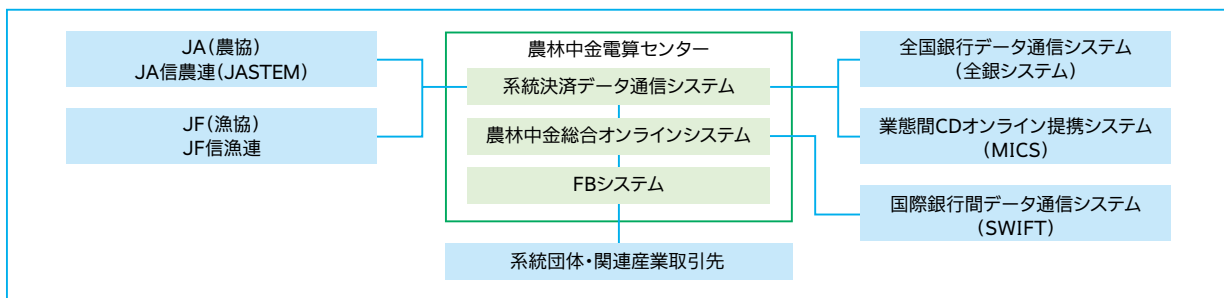 JA（農協）
JA信農連（JASTEM）
JF（漁協）
JF信漁連
農林中金電算センター
系統決済データ通信システム
農林中金総合オンラインシステム
FBシステム
系統団体・関連産業取引先
全国銀行データ通信システム
（全銀システム）
業態間CDオンライン提携システム
（MICS）
国際銀行間データ通信システム
（SWIFT）